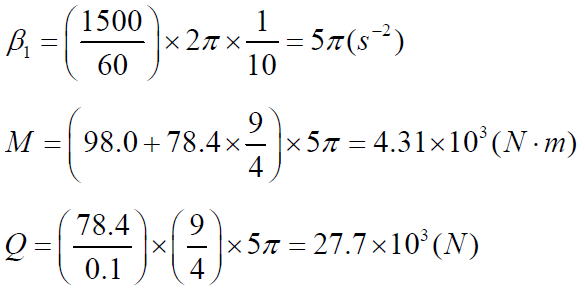 β₁ = (1500/60) × 2π × 1/10 = 5π(s⁻²)
M = (98.0 + 78.4 × 9/4) × 5π = 4.31 × 10³ (N · m)
Q = (78.4/0.1) × (9/4) × 5π = 27.7 × 10³ (N)